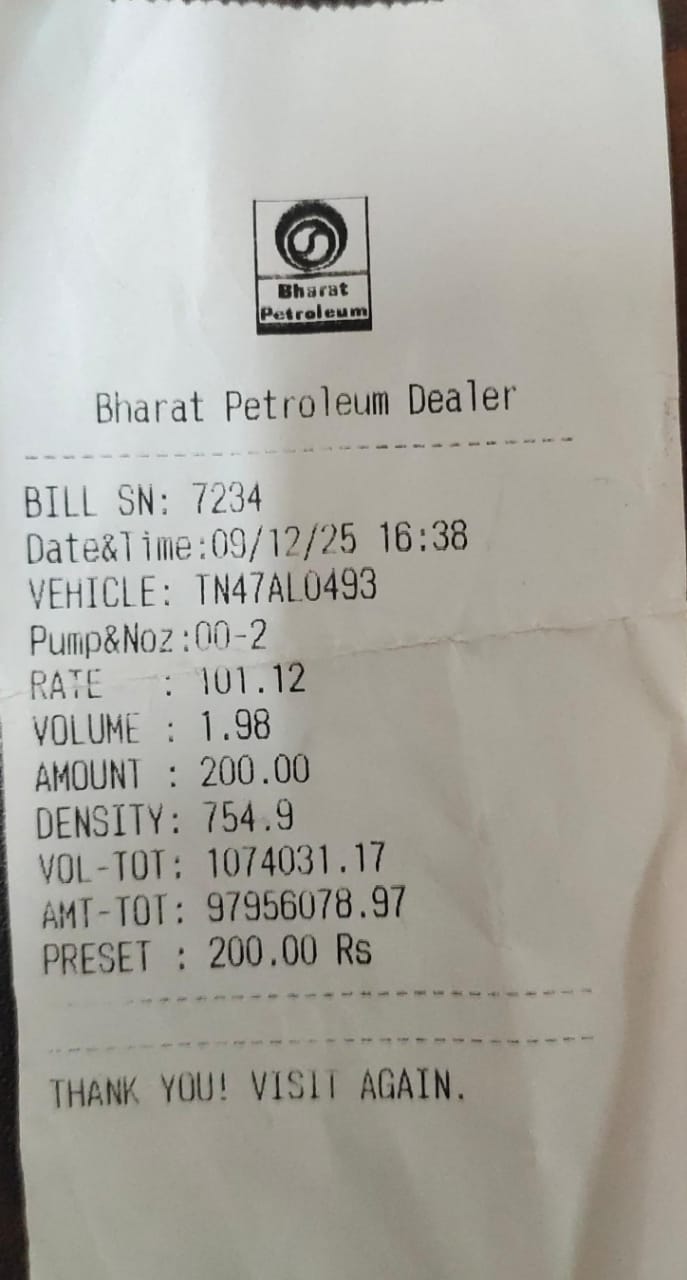 Bharat
Petroleum
Bharat Petroleum Dealer
BILL SN: 7234
Date&Time:09/12/25 16:38
VEHICLE: TN47AL0493
Pump&Noz:00-2
RATE : 101.12
VOLUME : 1.98
AMOUNT : 200.00
DENSITY: 754.9
VOL-TOT: 1074031.17
AMT-TOT: 97956078.97
PRESET : 200.00 Rs
THANK YOU! VISIT AGAIN.